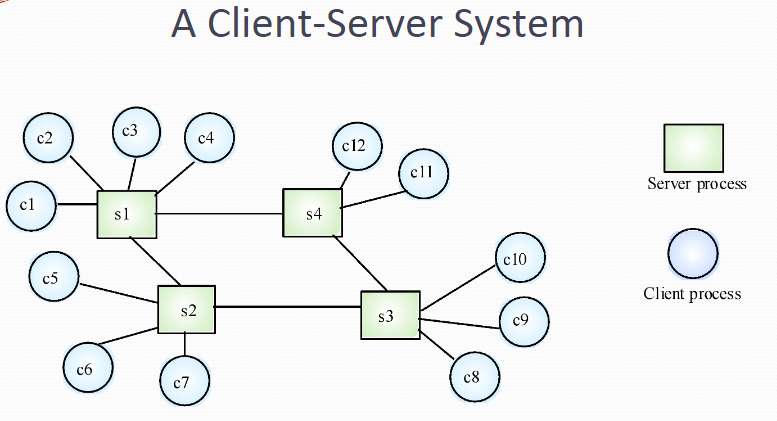 A Client-Server System
c2
c3
c4
c12
c11
c1
s1
s4
Server process
c5
s2
s3
c10
c9
Client process
c6
c7
c8